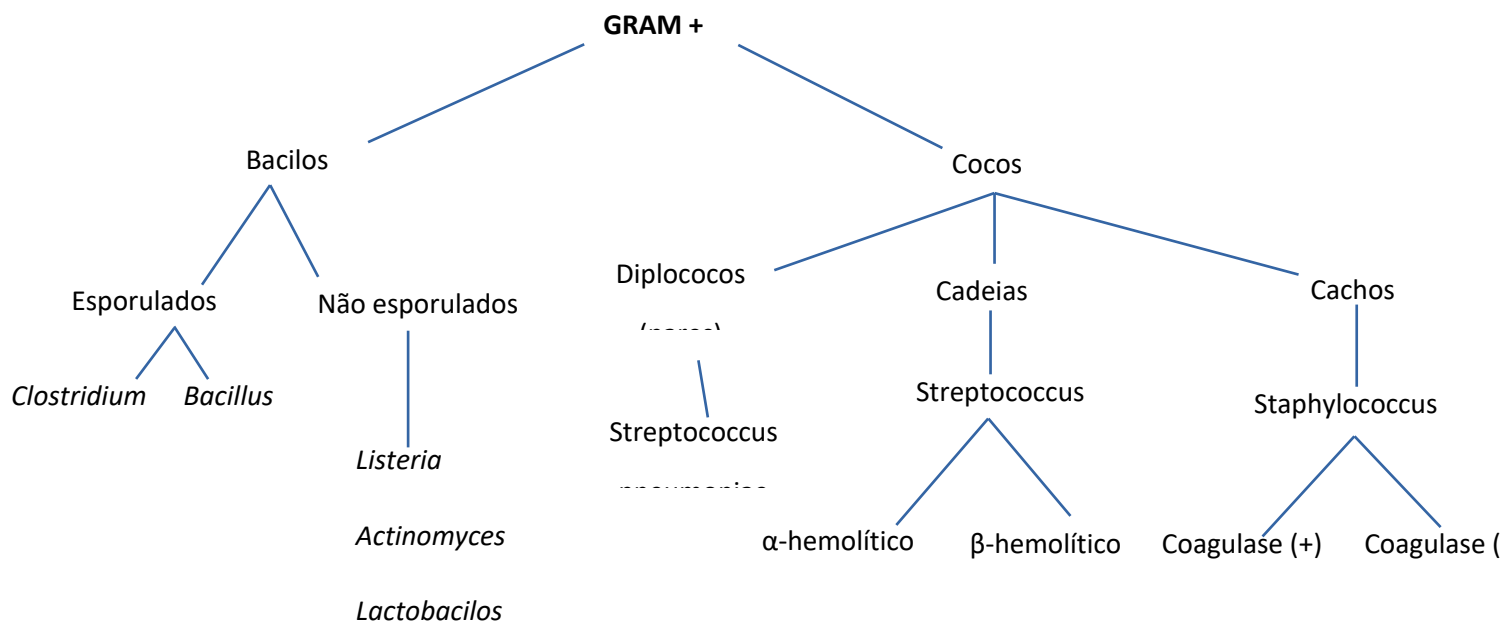 GRAM +
Bacilos
Cocos
Diplococos
Cadeias
Cachos
Esporulados
Não esporulados
Clostridium
Bacillus
Streptococcus
Staphylococcus
Streptococcus
Listeria
α-hemolítico
β-hemolítico
Coagulase (+)
Coagulase (
Actinomyces
Lactobacilos